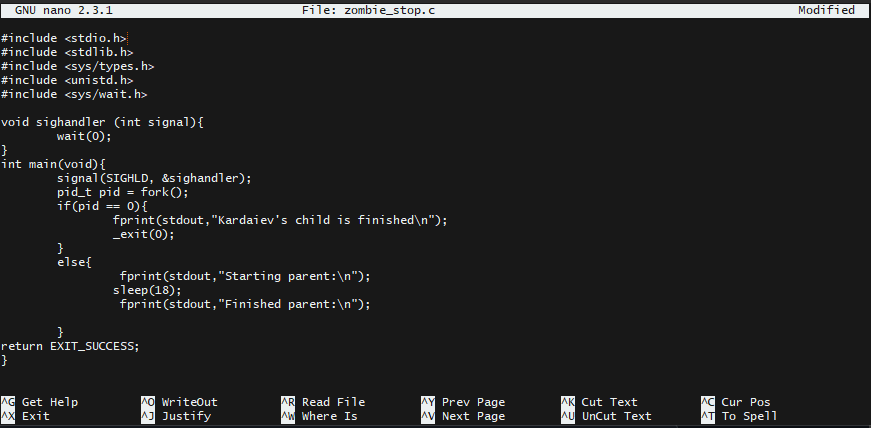 GNU nano 2.3.1 File: zombie_stop.c Modified
#include <stdio.h>
#include <stdlib.h>
#include <sys/types.h>
#include <unistd.h>
#include <sys/wait.h>
void sighandler (int signal){
wait(0);
}
int main(void){
signal(SIGHLD, &sighandler);
pid_t pid = fork();
if(pid == 0){
fprint(stdout,"Kardaiev's child is finished\n");
_exit(0);
}
else{
fprint(stdout,"Starting parent:\n");
sleep(18);
fprint(stdout,"Finished parent:\n");
}
return EXIT_SUCCESS;
}
^G Get Help ^O WriteOut ^R Read File ^Y Prev Page ^K Cut Text ^C Cur Pos
^X Exit ^J Justify ^W Where Is ^V Next Page ^U UnCut Text ^T To Spell